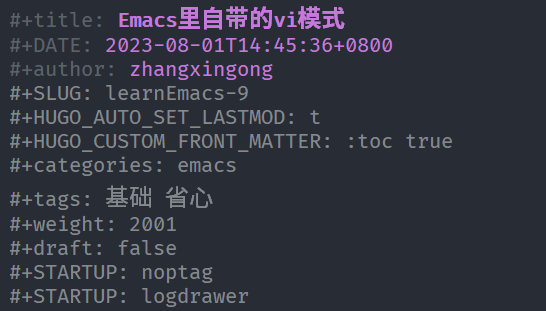 #+title: Emacs里自带的vi模式
#+DATE: 2023-08-01T14:45:36+0800
#+author: zhangxingong
#+SLUG: learnEmacs-9
#+HUGO_AUTO_SET_LASTMOD: t
#+HUGO_CUSTOM_FRONT_MATTER: :toc true
#+categories: emacs
#+tags: 基础 省心
#+weight: 2001
#+draft: false
#+STARTUP: noptag
#+STARTUP: logdrawer